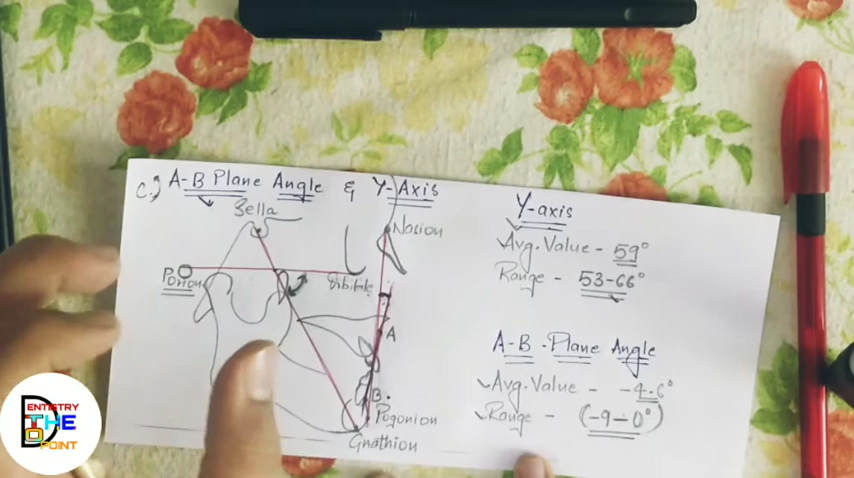 C.) A-B Plane Angle & Y-Axis
Sella
Nasion
Porion
Orbitale
A
B
Pogonion
Gnathion
Y-axis
Avg. Value - 59°
Range - 53-66°
A-B - Plane Angle
Avg. Value - -4.6°
Range - (-9-0°)
DENTISTRY
THE
TO POINT